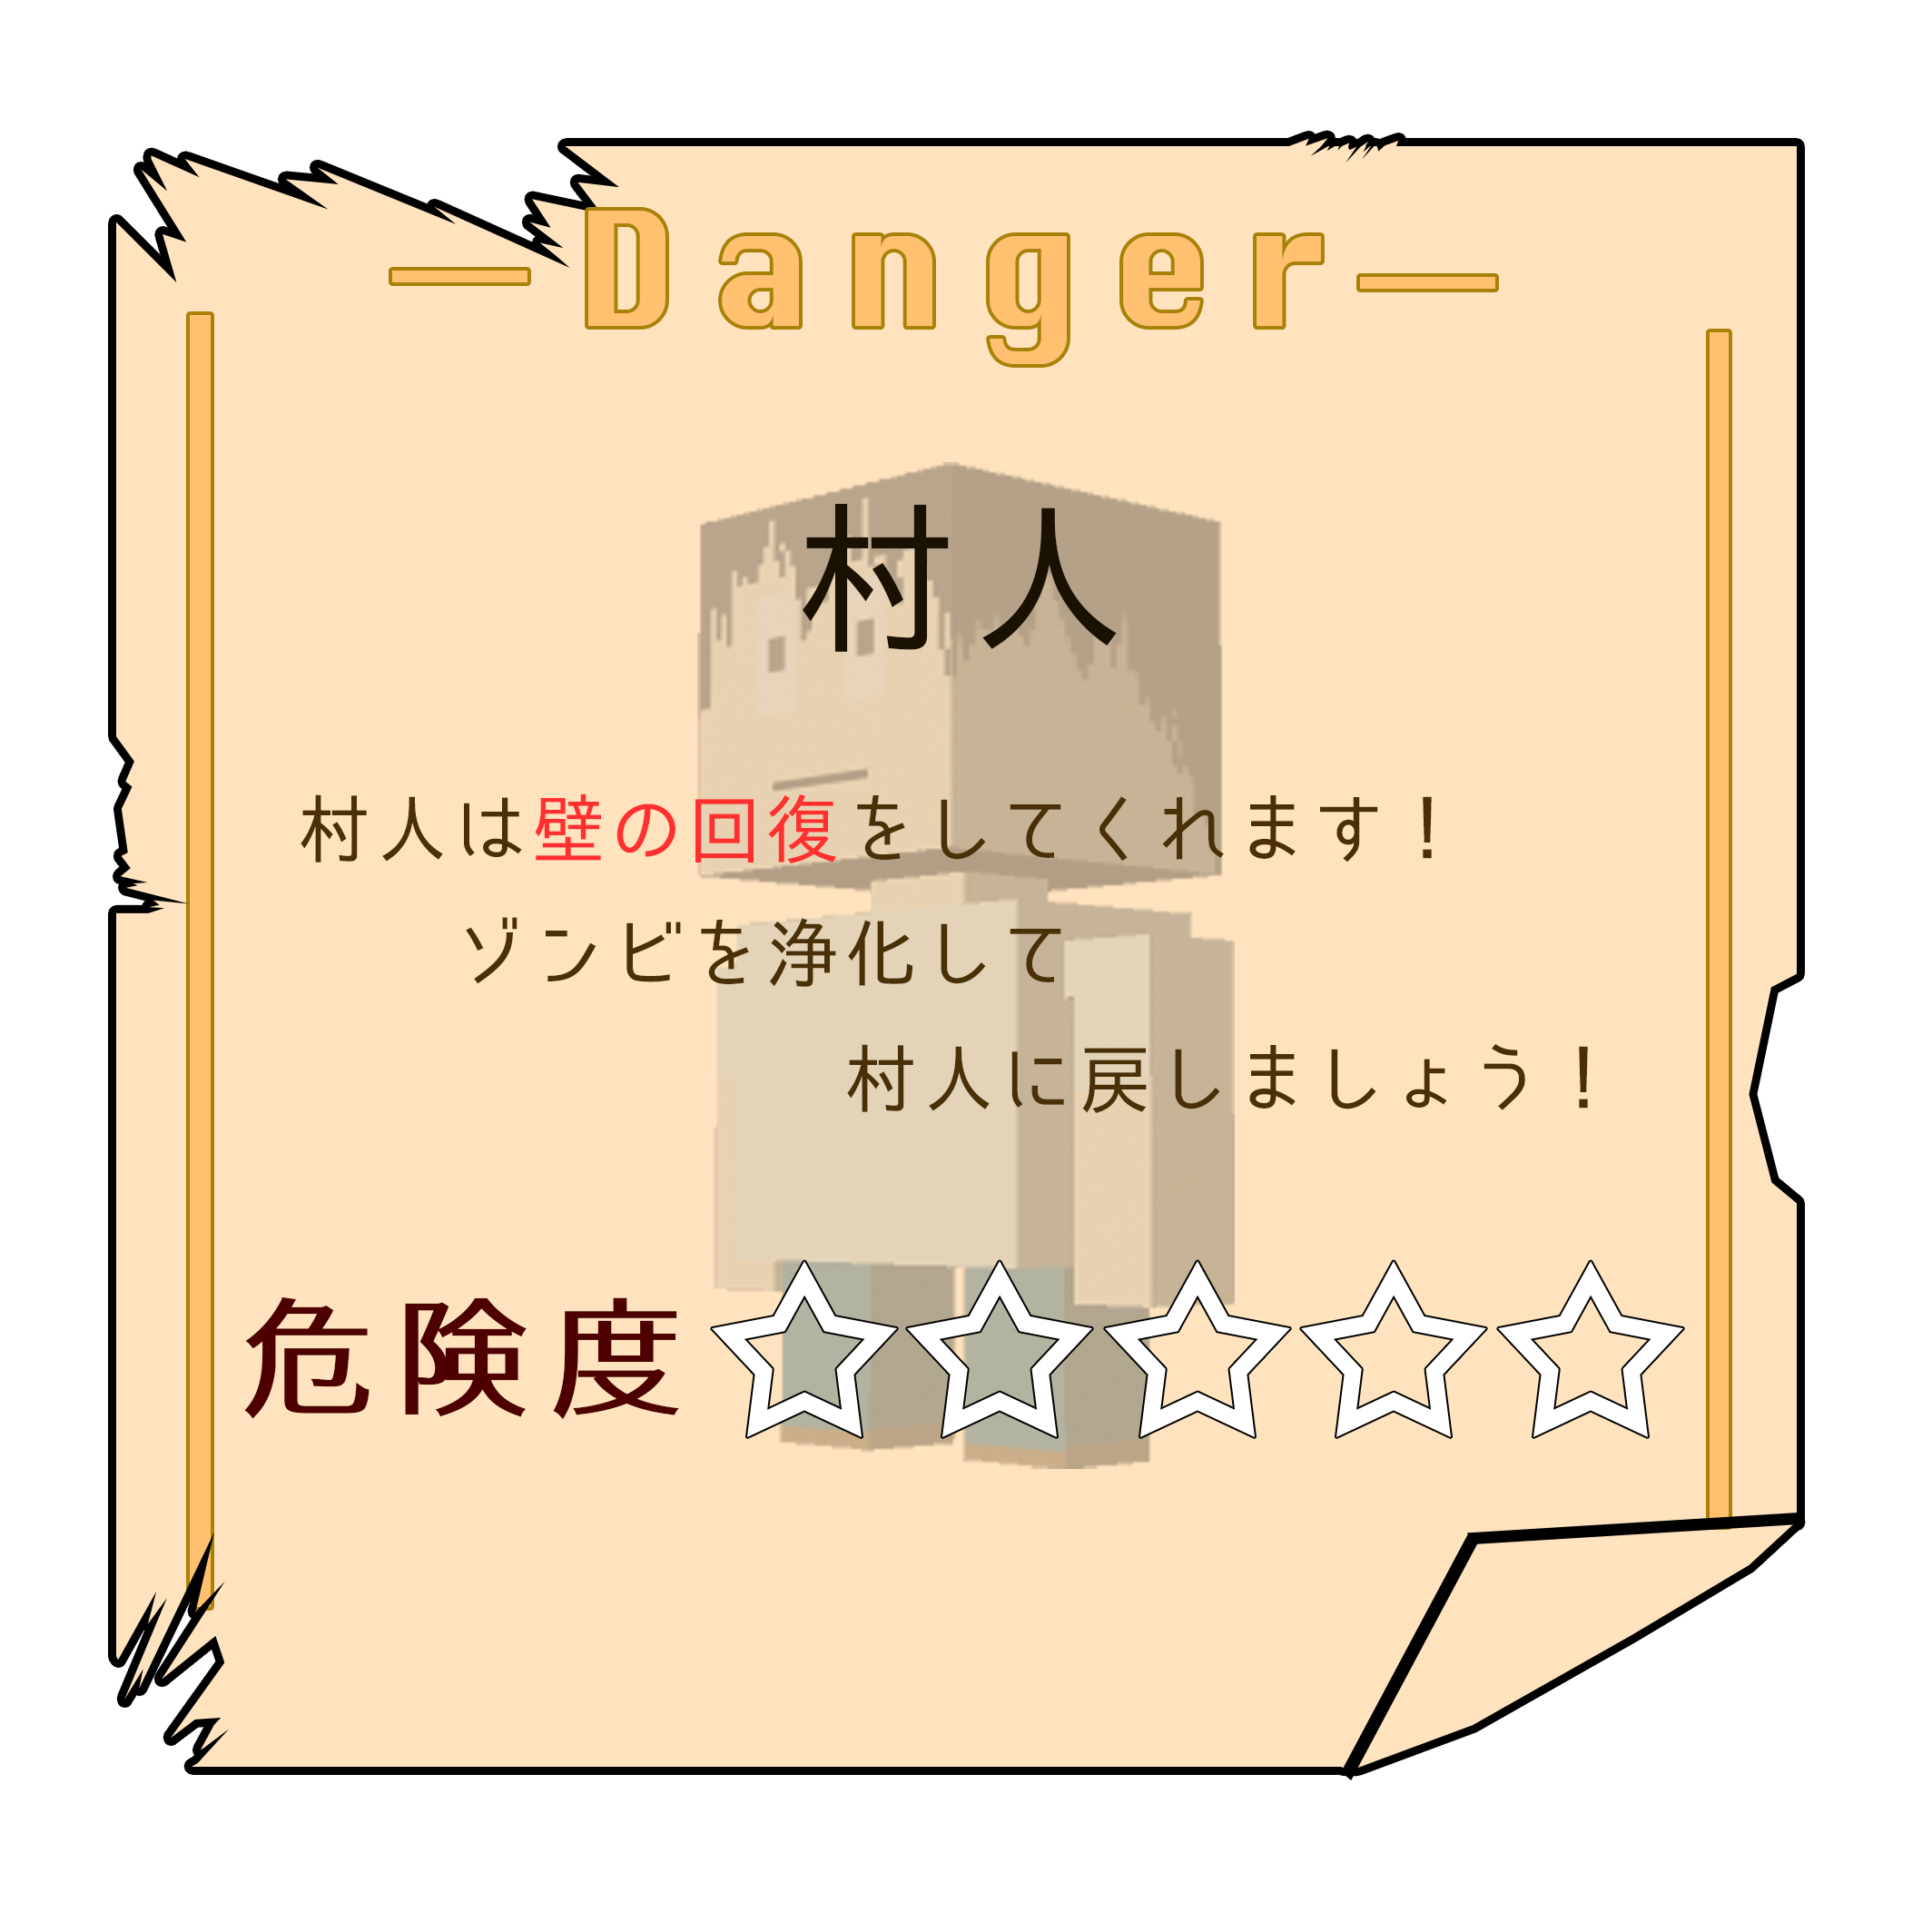 —Danger—
村人
村人は壁の回復をしてくれます！
ゾンビを浄化して
村人に戻しましょう！
危険度☆☆☆☆☆